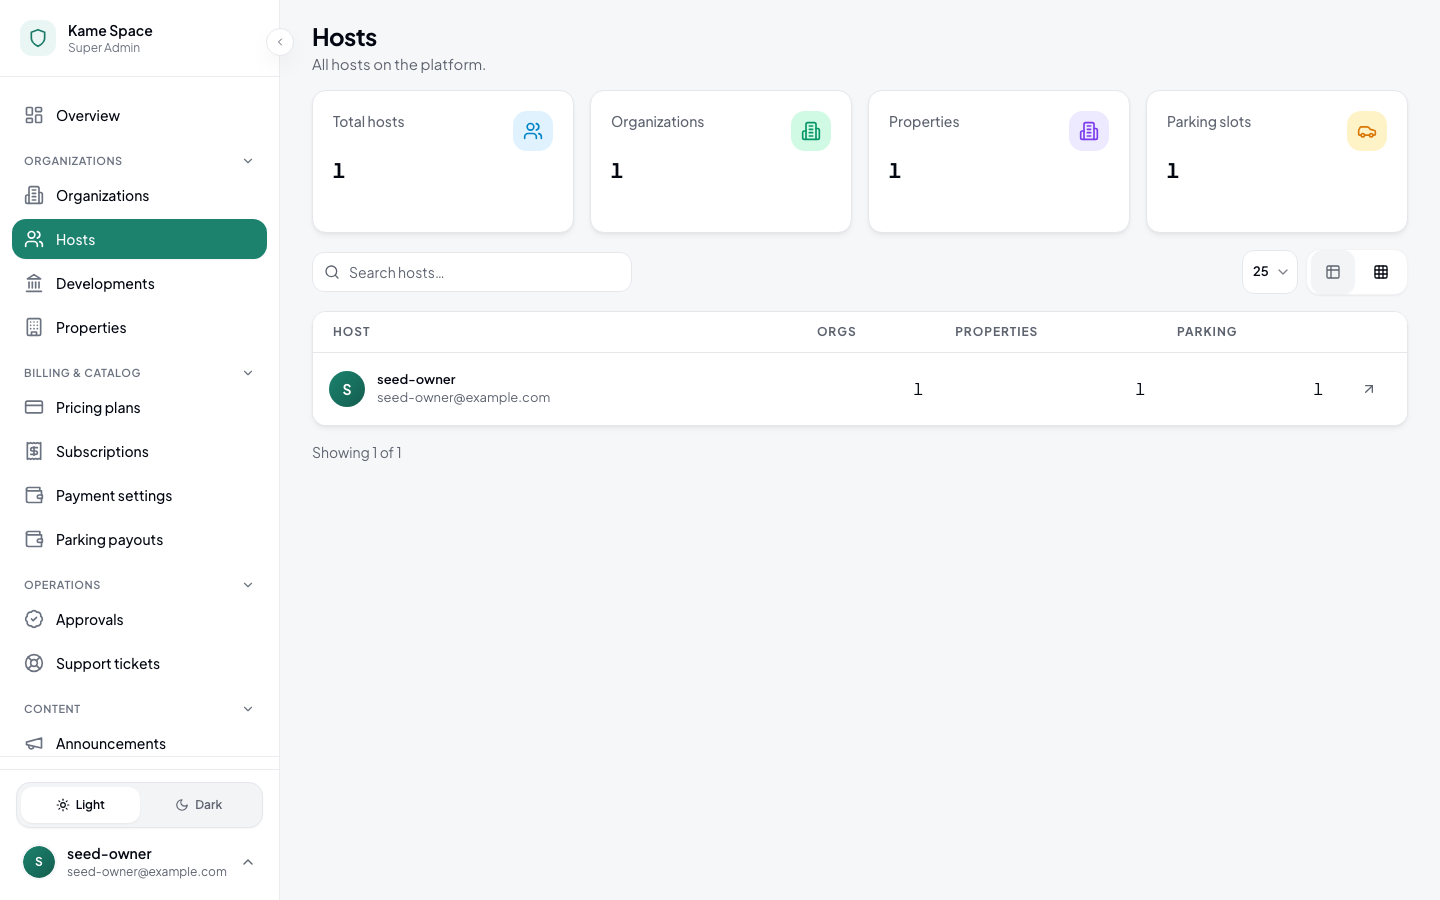 Kame Space
Super Admin
Overview
ORGANIZATIONS
Organizations
Hosts
Developments
Properties
BILLING & CATALOG
Pricing plans
Subscriptions
Payment settings
Parking payouts
OPERATIONS
Approvals
Support tickets
CONTENT
Announcements
Light
Dark
S
seed-owner
seed-owner@example.com
Hosts
All hosts on the platform.
Total hosts
1
Organizations
1
Properties
1
Parking slots
1
Search hosts...
25
HOST ORGS PROPERTIES PARKING
S
seed-owner
seed-owner@example.com
1 1 1
Showing 1 of 1